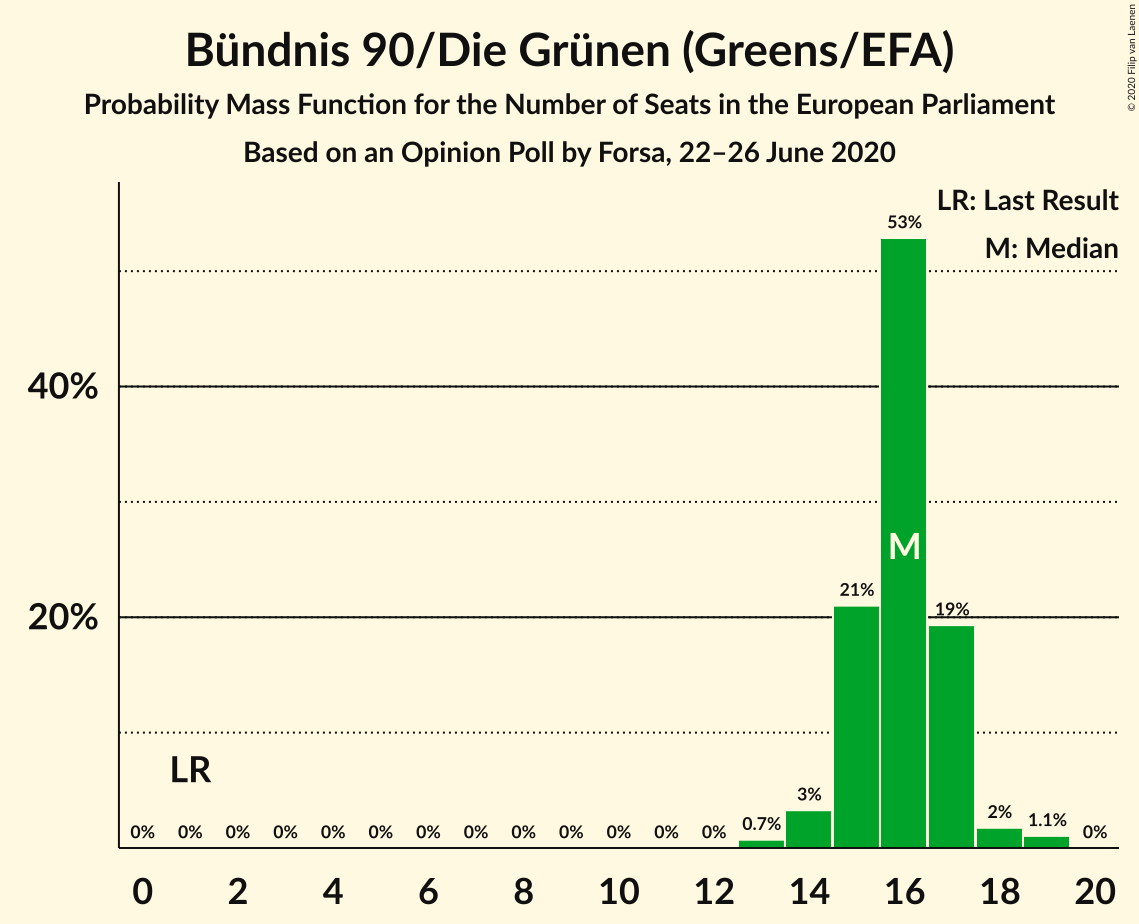 Bündnis 90/Die Grünen (Greens/EFA)
Probability Mass Function for the Number of Seats in the European Parliament
Based on an Opinion Poll by Forsa, 22–26 June 2020
© 2020 Filip van Laenen
LR: Last Result
M: Median
53%
40%
M
21%
19%
20%
LR
3%
2%
1.1%
0.7%
0% 0% 0% 0% 0% 0% 0% 0% 0% 0% 0% 0% 0% 0%
0 2 4 6 8 10 12 14 16 18 20